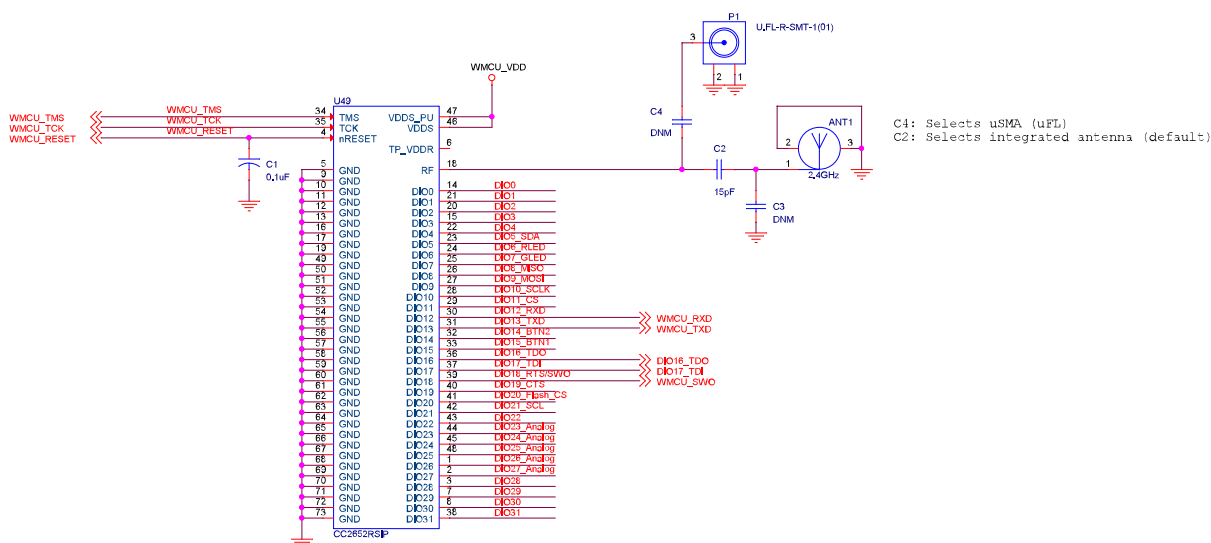 P1
U.FL-R-SMT-1(01)
3
2
1
WMCU_VDD
C4
DNM
ANT1
C4: Selects uSMA (uFL)
C2: Selects integrated antenna (default)
2
3
1
2.4GHz
C2
15pF
C3
DNM
U49
WMCU_TMS
WMCU_TMS
34
TMS
VDDS_PU
47
WMCU_TCK
WMCU_TCK
35
TCK
VDDS
46
WMCU_RESET
WMCU_RESET
4
nRESET
TP_VDDR
6
C1
0.1uF
5
GND
RF
18
9
GND
10
GND
DIO0
14
DIO0
11
GND
DIO1
21
DIO1
12
GND
DIO2
20
DIO2
13
GND
DIO3
15
DIO3
16
GND
DIO4
22
DIO4
17
GND
DIO5
23
DIO5_SDA
19
GND
DIO6
24
DIO6_RLED
49
GND
DIO7
25
DIO7_GLED
50
GND
DIO8
26
DIO8_MISO
51
GND
DIO9
27
DIO9_MOSI
52
GND
DIO10
28
DIO10_SCLK
53
GND
DIO11
29
DIO11_CS
54
GND
DIO12
30
DIO12_RXD
WMCU_RXD
55
GND
DIO13
31
DIO13_TXD
WMCU_TXD
56
GND
DIO14
32
DIO14_BTN2
57
GND
DIO15
33
DIO15_BTN1
58
GND
DIO16
36
DIO16_TDO
DIO16_TDO
59
GND
DIO17
37
DIO17_TDI
DIO17_TDI
60
GND
DIO18
39
DIO18_RTS/SWO
WMCU_SWO
61
GND
DIO19
40
DIO19_CTS
62
GND
DIO20
41
DIO20_Flash_CS
63
GND
DIO21
42
DIO21_SCL
64
GND
DIO22
43
DIO22
65
GND
DIO23
44
DIO23_Analog
66
GND
DIO24
45
DIO24_Analog
67
GND
DIO25
48
DIO25_Analog
68
GND
DIO26
1
DIO26_Analog
69
GND
DIO27
2
DIO27_Analog
70
GND
DIO28
3
DIO28
71
GND
DIO29
7
DIO29
72
GND
DIO30
8
DIO30
73
GND
DIO31
38
DIO31
CC2652RSIP